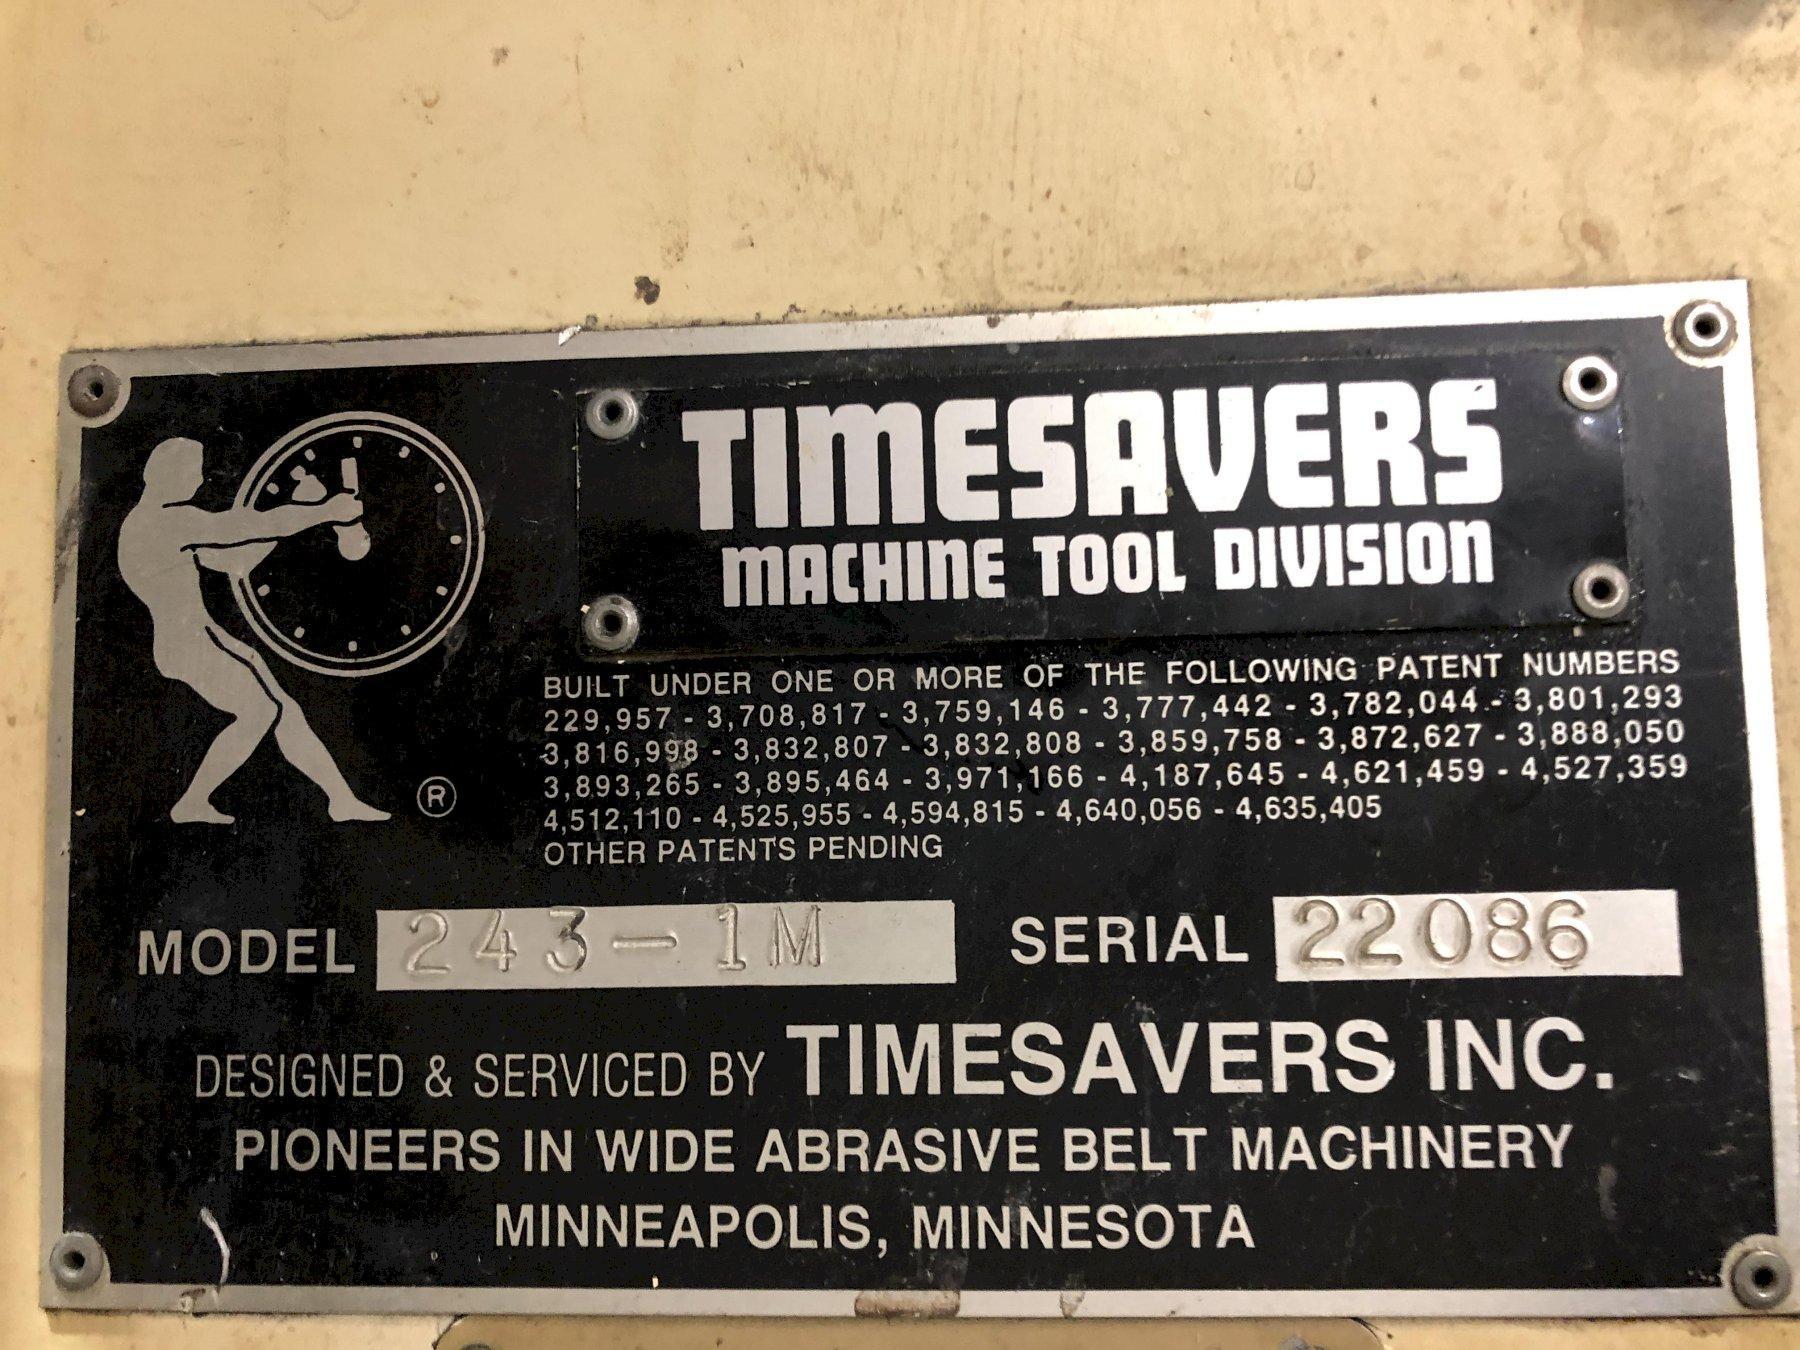 TIMESAVERS
MACHINE TOOL DIVISION
BUILT UNDER ONE OR MORE OF THE FOLLOWING PATENT NUMBERS
229,957 - 3,708,817 - 3,759,146 - 3,777,442 - 3,782,044 - 3,801,293
3,816,998 - 3,832,807 - 3,832,808 - 3,859,758 - 3,872,627 - 3,888,050
3,893,265 - 3,895,464 - 3,971,166 - 4,187,645 - 4,621,459 - 4,527,359
4,512,110 - 4,525,955 - 4,594,815 - 4,640,056 - 4,635,405
OTHER PATENTS PENDING
®
MODEL 243-1M SERIAL 22086
DESIGNED & SERVICED BY TIMESAVERS INC.
PIONEERS IN WIDE ABRASIVE BELT MACHINERY
MINNEAPOLIS, MINNESOTA